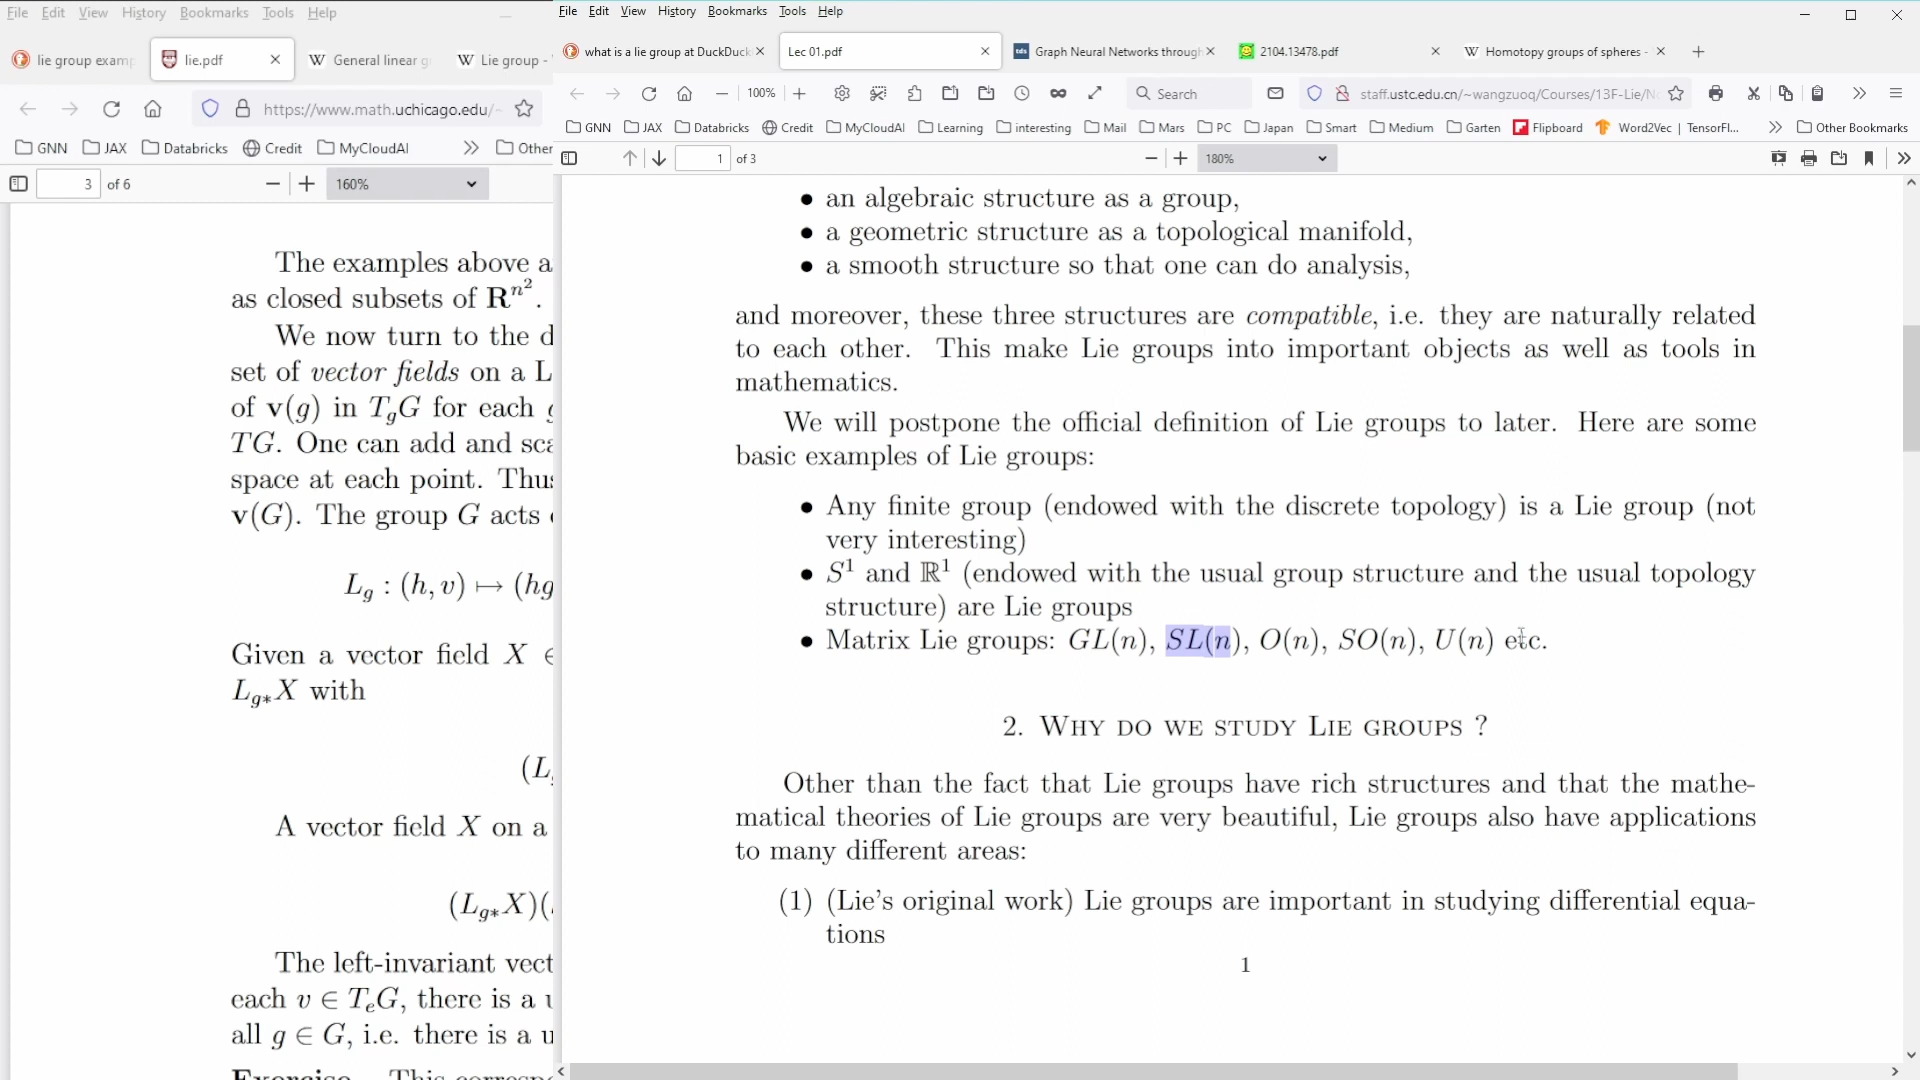 File Edit View History Bookmarks Tools Help
lie group examp
lie.pdf
General linear g
Lie group -
https://www.math.uchicago.edu/~
GNN JAX Databricks Credit MyCloudAI Other
3 of 6
160%
The examples above a
as closed subsets of R^{n^2}.
We now turn to the d
set of vector fields on a L
of v(g) in T_gG for each g
TG. One can add and sca
space at each point. Thus
v(G). The group G acts
L_g : (h, v) ↦ (hg
Given a vector field X ∈
L_{g*}X with
(L
A vector field X on a
(L_{g*}X)(
The left-invariant vect
each v ∈ T_eG, there is a u
all g ∈ G, i.e. there is a u
Exercise This corresp
File Edit View History Bookmarks Tools Help
what is a lie group at DuckDuck
Lec 01.pdf
Graph Neural Networks through
2104.13478.pdf
Homotopy groups of spheres -
100%
Search
staff.ustc.edu.cn/~wangzuoq/Courses/13F-Lie/N
GNN JAX Databricks Credit MyCloudAI Learning interesting Mail Mars PC Japan Smart Medium Garten Flipboard Word2Vec | TensorFl... Other Bookmarks
1 of 3
180%
• an algebraic structure as a group,
• a geometric structure as a topological manifold,
• a smooth structure so that one can do analysis,
and moreover, these three structures are compatible, i.e. they are naturally related
to each other. This make Lie groups into important objects as well as tools in
mathematics.
We will postpone the official definition of Lie groups to later. Here are some
basic examples of Lie groups:
• Any finite group (endowed with the discrete topology) is a Lie group (not
very interesting)
• S¹ and ℝ¹ (endowed with the usual group structure and the usual topology
structure) are Lie groups
• Matrix Lie groups: GL(n), SL(n), O(n), SO(n), U(n) etc.
2. Why do we study Lie groups ?
Other than the fact that Lie groups have rich structures and that the mathe-
matical theories of Lie groups are very beautiful, Lie groups also have applications
to many different areas:
(1) (Lie's original work) Lie groups are important in studying differential equa-
tions
1